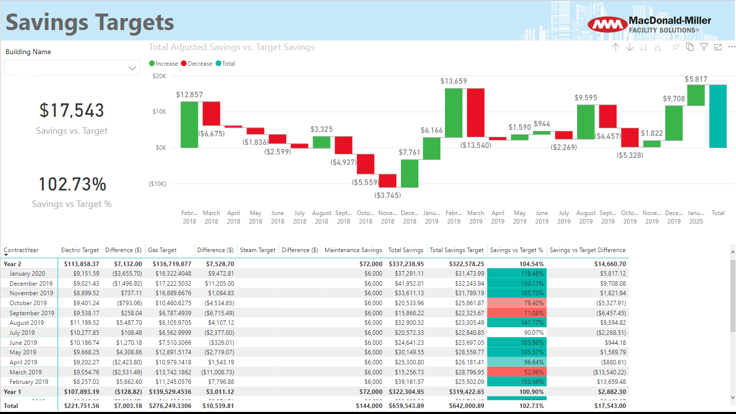 Savings Targets
MacDonald-Miller
FACILITY SOLUTIONS®
Building Name
Total Adjusted Savings vs. Target Savings
Increase Decrease Total
$17,543
Savings vs. Target
102.73%
Savings vs Target %
$20K
$10K
$0K
($10K)
$12,857
($6,675)
($1,836)
($2,599)
$3,325
($4,937)
($5,559)
($3,745)
$7,761
$6,166
$13,659
($13,540)
$1,590
$944
($2,269)
$9,595
($6,457)
($5,328)
$1,822
$9,708
$5,817
Febr... March April May June July August Sept... Octo... Nove... Dece... Janu... Febr... March April May June July August Sept... Octo... Nove... Dece... Janu... Total
2018 2018 2018 2018 2018 2018 2018 2018 2018 2018 2018 2019 2019 2019 2019 2019 2019 2019 2019 2019 2019 2019 2019 2020
ContractYear Electric Target Difference ($) Gas Target Difference ($) Steam Target Difference ($) Maintenance Savings Total Savings Total Savings Target Savings vs Target % Savings vs Target Difference
Year 2 $113,858.37 $7,132.00 $136,719.877 $7,528.70 $72,000 $337,238.95 $322,578.25 104.54% $14,660.70
January 2020 $9,151.59 ($3,655.70) $16,322.4048 $9,472.81 $6,000 $37,291.11 $31,473.99 118.48% $5,817.12
December 2019 $9,021.43 ($1,496.92) $17,222.5032 $11,205.00 $6,000 $41,952.01 $32,243.94 130.11% $9,708.08
November 2019 $8,899.52 $737.11 $16,889.6676 $1,084.83 $6,000 $33,611.13 $31,789.19 105.73% $1,821.94
October 2019 $9,401.24 ($793.06) $10,460.6275 ($4,534.85) $6,000 $20,533.96 $25,861.87 79.40% ($5,327.91)
September 2019 $9,538.17 $258.04 $6,787.4939 ($6,715.49) $6,000 $15,868.22 $22,325.67 71.08% ($6,457.45)
August 2019 $11,199.52 $5,487.70 $6,105.9705 $4,107.12 $6,000 $32,900.32 $23,305.49 141.17% $9,594.82
July 2019 $10,277.85 $108.48 $6,562.9999 ($2,377.00) $6,000 $20,572.33 $22,840.85 90.07% ($2,268.51)
June 2019 $10,186.74 $1,270.18 $7,510.3066 ($326.01) $6,000 $24,641.23 $23,697.05 103.98% $944.18
May 2019 $9,668.25 $4,308.86 $12,891.5174 ($2,719.07) $6,000 $30,149.55 $28,559.77 105.57% $1,589.79
April 2019 $9,202.27 ($2,423.80) $10,979.1418 $1,543.19 $6,000 $25,300.80 $26,181.41 96.64% ($880.61)
March 2019 $9,054.76 ($2,531.49) $13,742.1862 ($11,008.73) $6,000 $15,256.73 $28,796.95 52.98% ($13,540.22)
February 2019 $8,257.03 $5,862.60 $11,245.0576 $7,796.88 $6,000 $39,161.57 $25,502.09 153.56% $13,659.48
Year 1 $107,893.19 ($128.82) $139,529.4536 $3,011.12 $72,000 $322,304.95 $319,422.65 100.90% $2,882.30
Total $221,751.56 $7,003.18 $276,249.3306 $10,539.81 $144,000 $659,543.89 $642,000.89 102.73% $17,543.00